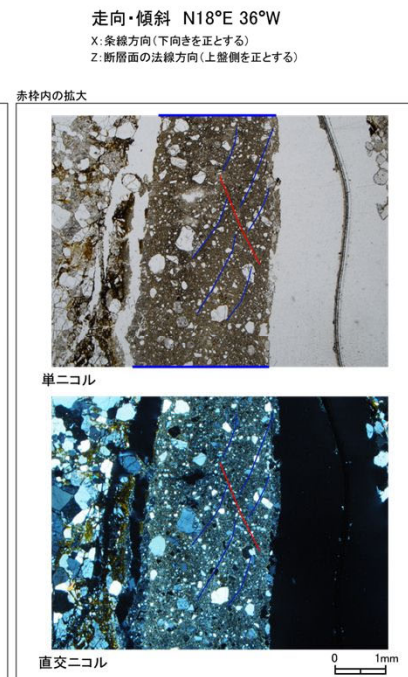 走向・傾斜 N18°E 36°W
X:条線方向(下向きを正とする)
Z:断層面の法線方向(上盤側を正とする)
赤枠内の拡大
単ニコル
直交ニコル
0 1mm